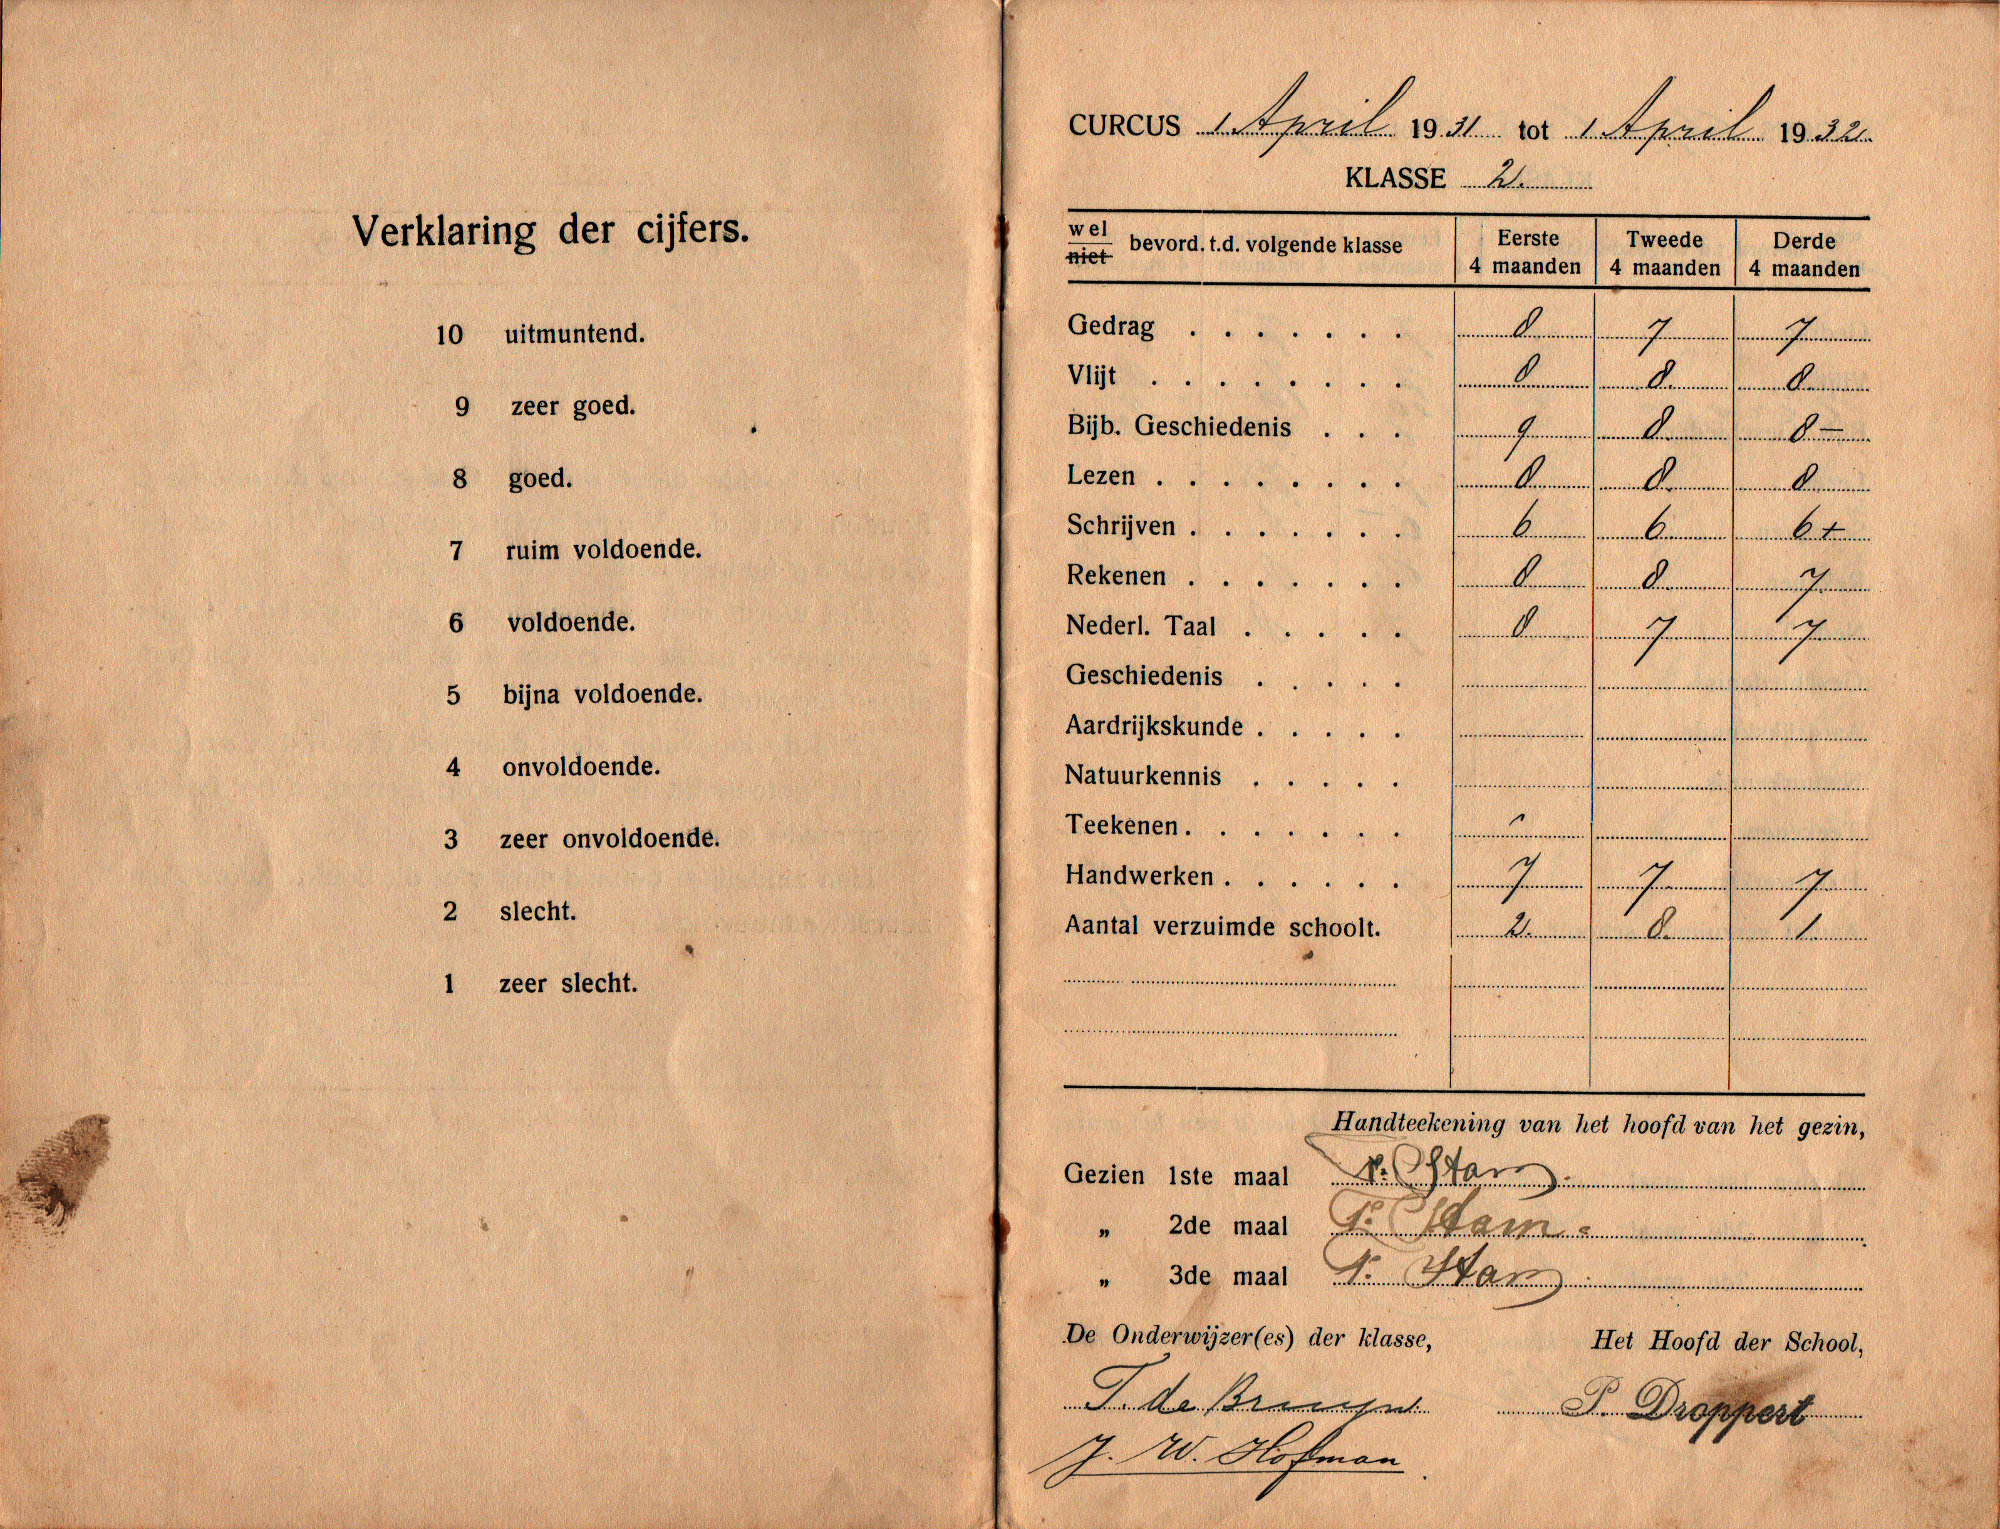 Verklaring der cijfers.
10 uitmuntend.
9 zeer goed.
8 goed.
7 ruim voldoende.
6 voldoende.
5 bijna voldoende.
4 onvoldoende.
3 zeer onvoldoende.
2 slecht.
1 zeer slecht.
CURCUS 1 April 1931 tot 1 April 1932
KLASSE 2.
wel
niet bevord. t.d. volgende klasse
Eerste 4 maanden
Tweede 4 maanden
Derde 4 maanden
Gedrag . . . . . . . 8 7 7
Vlijt . . . . . . . . 8 8. 8.
Bijb. Geschiedenis . . . 9 8. 8-
Lezen . . . . . . . . 8. 8. 8
Schrijven . . . . . . . 6 6. 6+
Rekenen . . . . . . . 8 8. 7
Nederl. Taal . . . . . 8 7 7
Geschiedenis . . . . .
Aardrijkskunde . . . . .
Natuurkennis . . . . .
Teekenen . . . . . . .
Handwerken . . . . . . 7 7 7
Aantal verzuimde schoolt. 2. 8. 1.
Handteekening van het hoofd van het gezin,
Gezien 1ste maal Stam.
„ 2de maal Stam.
„ 3de maal Stam
De Onderwijzer(es) der klasse,
T. de Bruyn.
J. W. Hofman
Het Hoofd der School,
P. Droppert